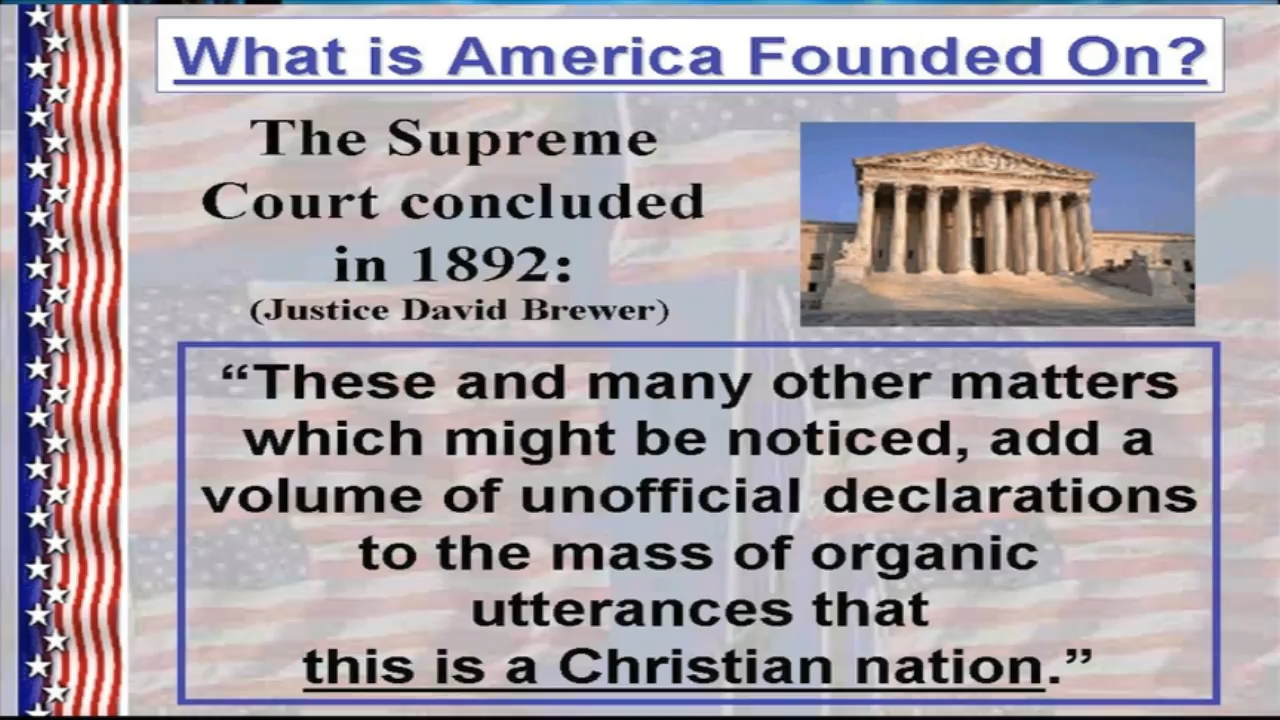 What is America Founded On?
The Supreme
Court concluded
in 1892:
(Justice David Brewer)
“These and many other matters
which might be noticed, add a
volume of unofficial declarations
to the mass of organic
utterances that
this is a Christian nation.”